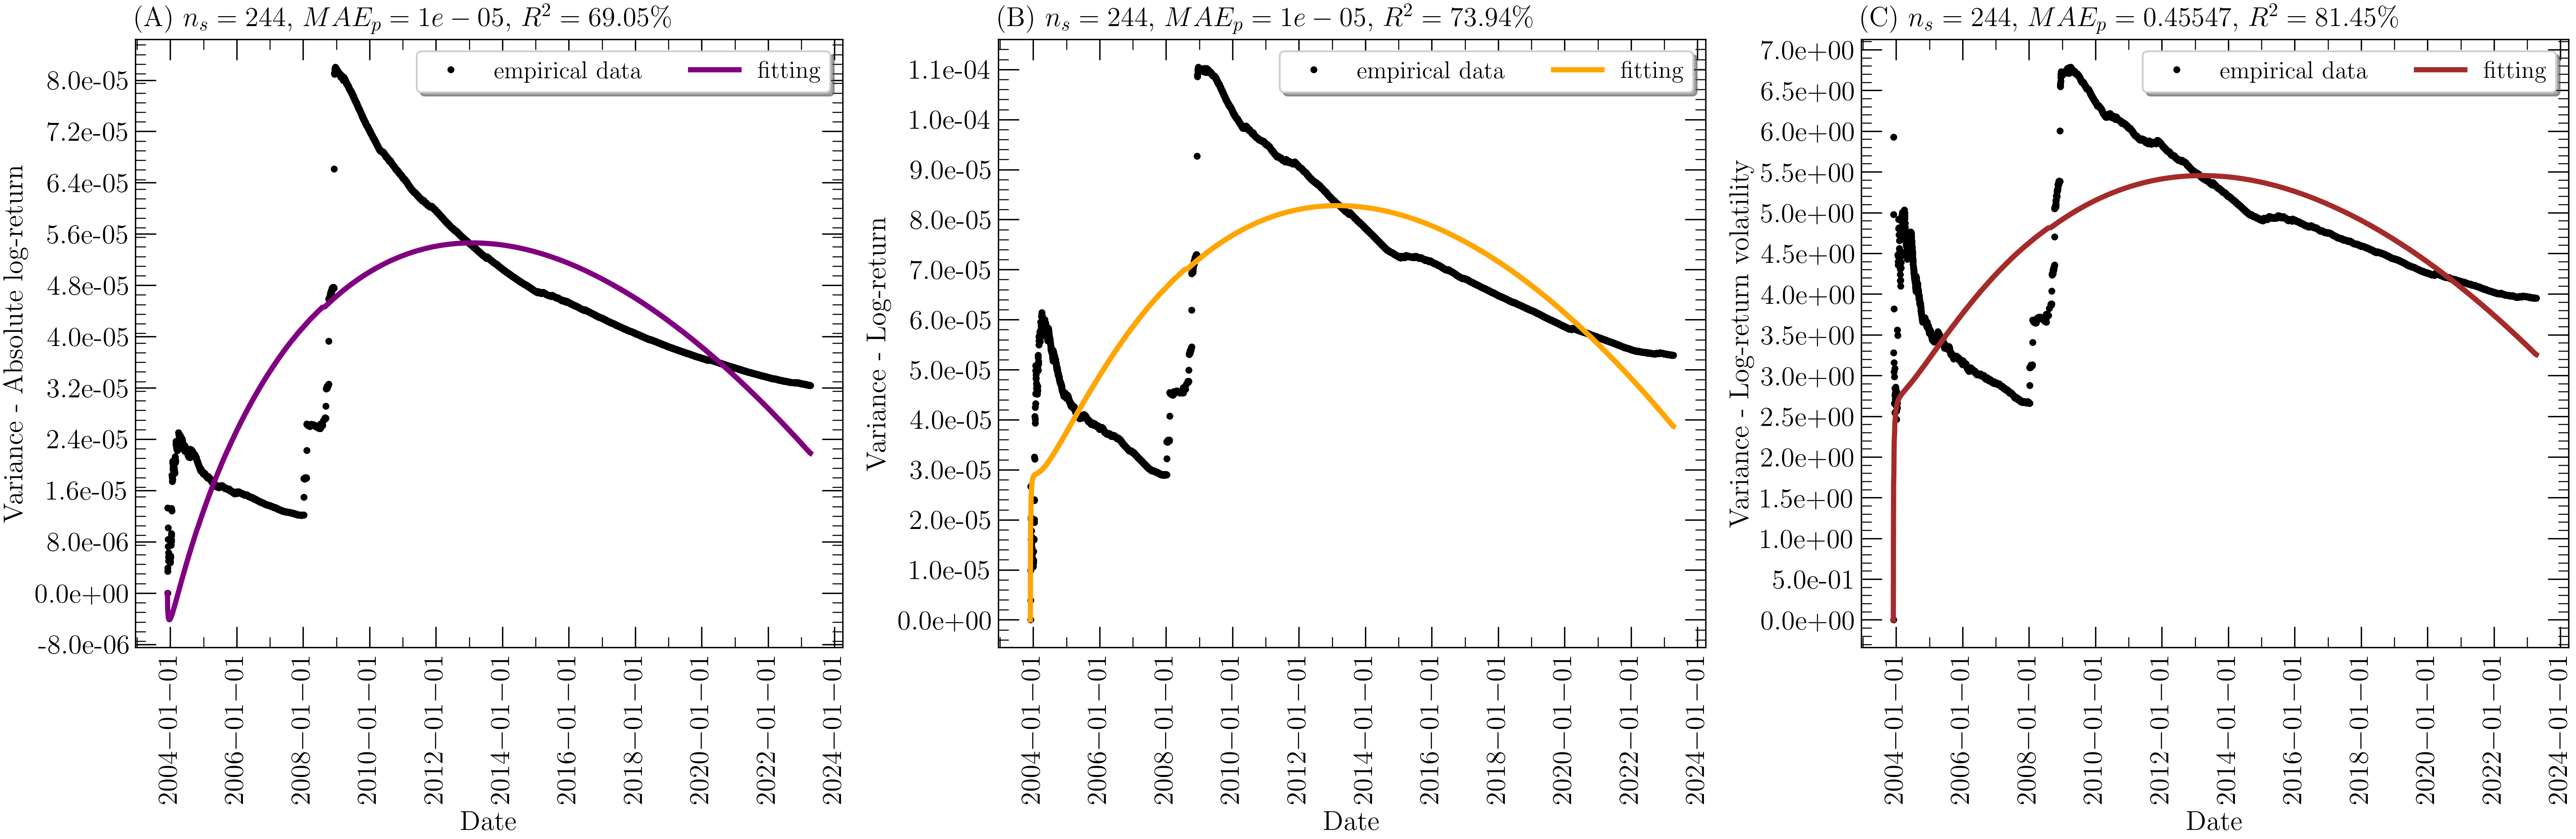 (A) n_s = 244, MAE_p = 1e − 05, R^2 = 69.05%
empirical data
fitting
Variance - Absolute log-return
8.0e-05
7.2e-05
6.4e-05
5.6e-05
4.8e-05
4.0e-05
3.2e-05
2.4e-05
1.6e-05
8.0e-06
0.0e+00
-8.0e-06
2004−01−01
2006−01−01
2008−01−01
2010−01−01
2012−01−01
2014−01−01
2016−01−01
2018−01−01
2020−01−01
2022−01−01
2024−01−01
Date
(B) n_s = 244, MAE_p = 1e − 05, R^2 = 73.94%
empirical data
fitting
Variance - Log-return
1.1e-04
1.0e-04
9.0e-05
8.0e-05
7.0e-05
6.0e-05
5.0e-05
4.0e-05
3.0e-05
2.0e-05
1.0e-05
0.0e+00
2004−01−01
2006−01−01
2008−01−01
2010−01−01
2012−01−01
2014−01−01
2016−01−01
2018−01−01
2020−01−01
2022−01−01
2024−01−01
Date
(C) n_s = 244, MAE_p = 0.45547, R^2 = 81.45%
empirical data
fitting
Variance - Log-return volatility
7.0e+00
6.5e+00
6.0e+00
5.5e+00
5.0e+00
4.5e+00
4.0e+00
3.5e+00
3.0e+00
2.5e+00
2.0e+00
1.5e+00
1.0e+00
5.0e-01
0.0e+00
2004−01−01
2006−01−01
2008−01−01
2010−01−01
2012−01−01
2014−01−01
2016−01−01
2018−01−01
2020−01−01
2022−01−01
2024−01−01
Date